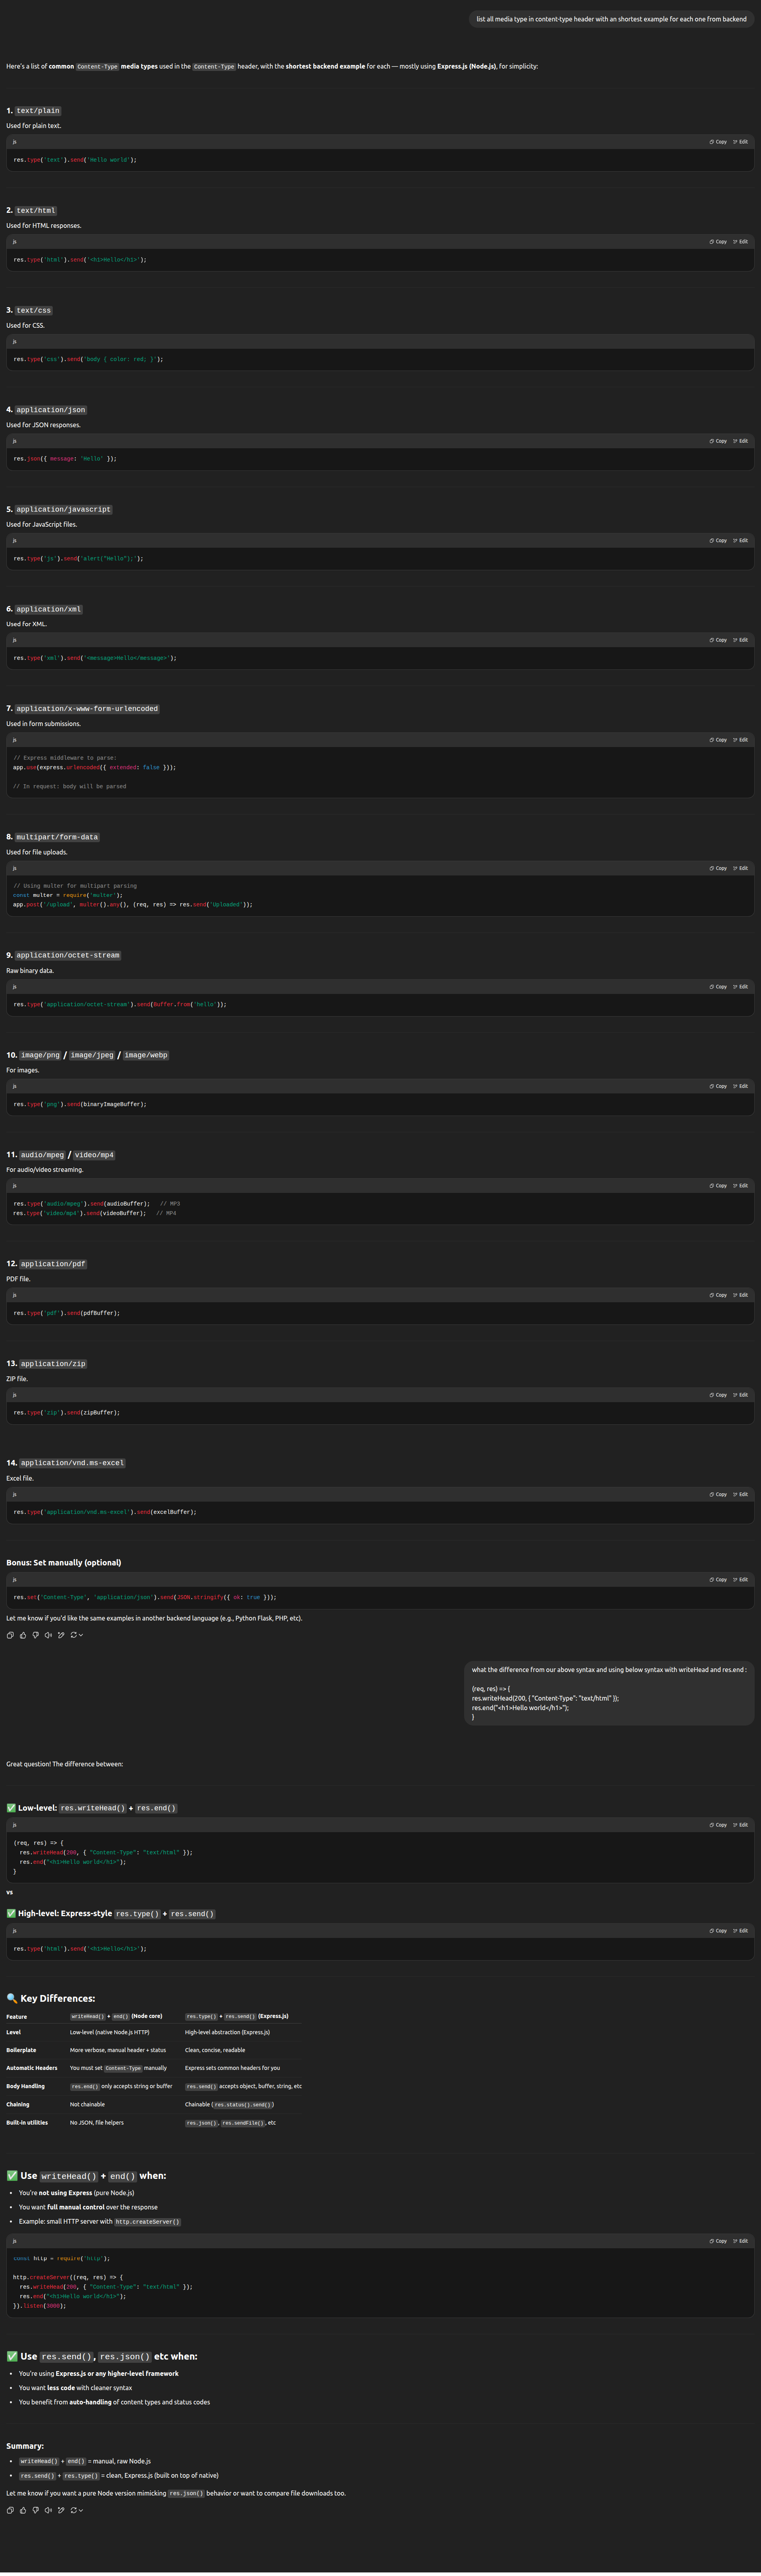 list all media type in content-type header with an shortest example for each one from backend
Here's a list of common Content-Type media types used in the Content-Type header, with the shortest backend example for each — mostly using Express.js (Node.js), for simplicity:
1. text/plain
Used for plain text.
js Copy Edit
res.type('text').send('Hello world');
2. text/html
Used for HTML responses.
js Copy Edit
res.type('html').send('<h1>Hello</h1>');
3. text/css
Used for CSS.
js
res.type('css').send('body { color: red; }');
4. application/json
Used for JSON responses.
js Copy Edit
res.json({ message: 'Hello' });
5. application/javascript
Used for JavaScript files.
js Copy Edit
res.type('js').send('alert("Hello");');
6. application/xml
Used for XML.
js Copy Edit
res.type('xml').send('<message>Hello</message>');
7. application/x-www-form-urlencoded
Used in form submissions.
js Copy Edit
// Express middleware to parse:
app.use(express.urlencoded({ extended: false }));
// In request: body will be parsed
8. multipart/form-data
Used for file uploads.
js Copy Edit
// Using multer for multipart parsing
const multer = require('multer');
app.post('/upload', multer().any(), (req, res) => res.send('Uploaded'));
9. application/octet-stream
Raw binary data.
js Copy Edit
res.type('application/octet-stream').send(Buffer.from('hello'));
10. image/png / image/jpeg / image/webp
For images.
js Copy Edit
res.type('png').send(binaryImageBuffer);
11. audio/mpeg / video/mp4
For audio/video streaming.
js Copy Edit
res.type('audio/mpeg').send(audioBuffer); // MP3
res.type('video/mp4').send(videoBuffer); // MP4
12. application/pdf
PDF file.
js Copy Edit
res.type('pdf').send(pdfBuffer);
13. application/zip
ZIP file.
js Copy Edit
res.type('zip').send(zipBuffer);
14. application/vnd.ms-excel
Excel file.
js Copy Edit
res.type('application/vnd.ms-excel').send(excelBuffer);
Bonus: Set manually (optional)
js Copy Edit
res.set('Content-Type', 'application/json').send(JSON.stringify({ ok: true }));
Let me know if you'd like the same examples in another backend language (e.g., Python Flask, PHP, etc).
what the difference from our above syntax and using below syntax with writeHead and res.end :
(req, res) => {
res.writeHead(200, { "Content-Type": "text/html" });
res.end("<h1>Hello world</h1>");
}
Great question! The difference between:
✅ Low-level: res.writeHead() + res.end()
js Copy Edit
(req, res) => {
res.writeHead(200, { "Content-Type": "text/html" });
res.end("<h1>Hello world</h1>");
}
vs
✅ High-level: Express-style res.type() + res.send()
js Copy Edit
res.type('html').send('<h1>Hello</h1>');
🔍 Key Differences:
Feature writeHead() + end() (Node core) res.type() + res.send() (Express.js)
Level Low-level (native Node.js HTTP) High-level abstraction (Express.js)
Boilerplate More verbose, manual header + status Clean, concise, readable
Automatic Headers You must set Content-Type manually Express sets common headers for you
Body Handling res.end() only accepts string or buffer res.send() accepts object, buffer, string, etc
Chaining Not chainable Chainable (res.status().send())
Built-in utilities No JSON, file helpers res.json(), res.sendFile(), etc
✅ Use writeHead() + end() when:
• You're not using Express (pure Node.js)
• You want full manual control over the response
• Example: small HTTP server with http.createServer()
js Copy Edit
const http = require('http');
http.createServer((req, res) => {
res.writeHead(200, { "Content-Type": "text/html" });
res.end("<h1>Hello world</h1>");
}).listen(3000);
✅ Use res.send(), res.json() etc when:
• You're using Express.js or any higher-level framework
• You want less code with cleaner syntax
• You benefit from auto-handling of content types and status codes
Summary:
• writeHead() + end() = manual, raw Node.js
• res.send() + res.type() = clean, Express.js (built on top of native)
Let me know if you want a pure Node version mimicking res.json() behavior or want to compare file downloads too.